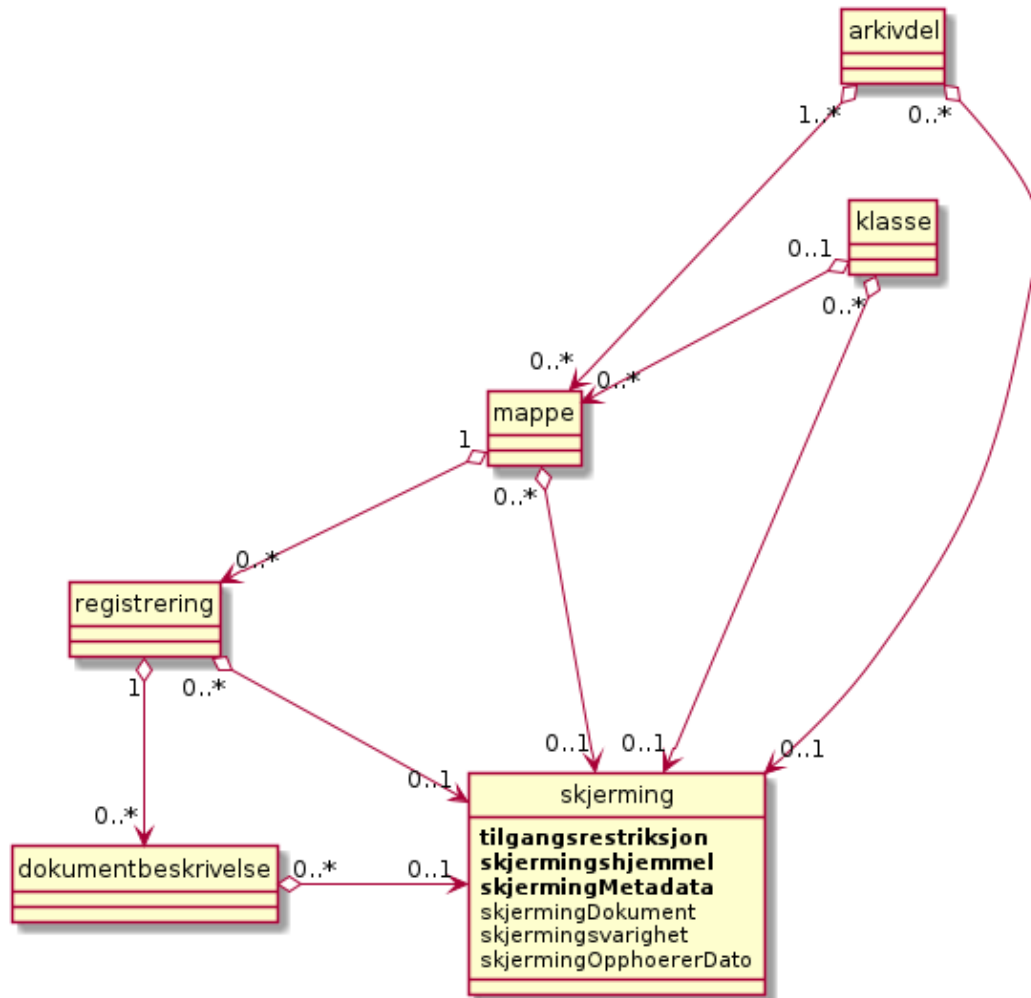 arkivdel
1..*
0..*
klasse
0..1
0..*
0..*
0..*
mappe
1
0..*
0..*
registrering
1
0..*
0..1
0..1
0..1
0..1
skjerming
0..*
tilgangsrestriksjon
skjermingshjemmel
skjermingMetadata
skjermingDokument
skjermingsvarighet
skjermingOpphoererDato
dokumentbeskrivelse
0..*
0..1